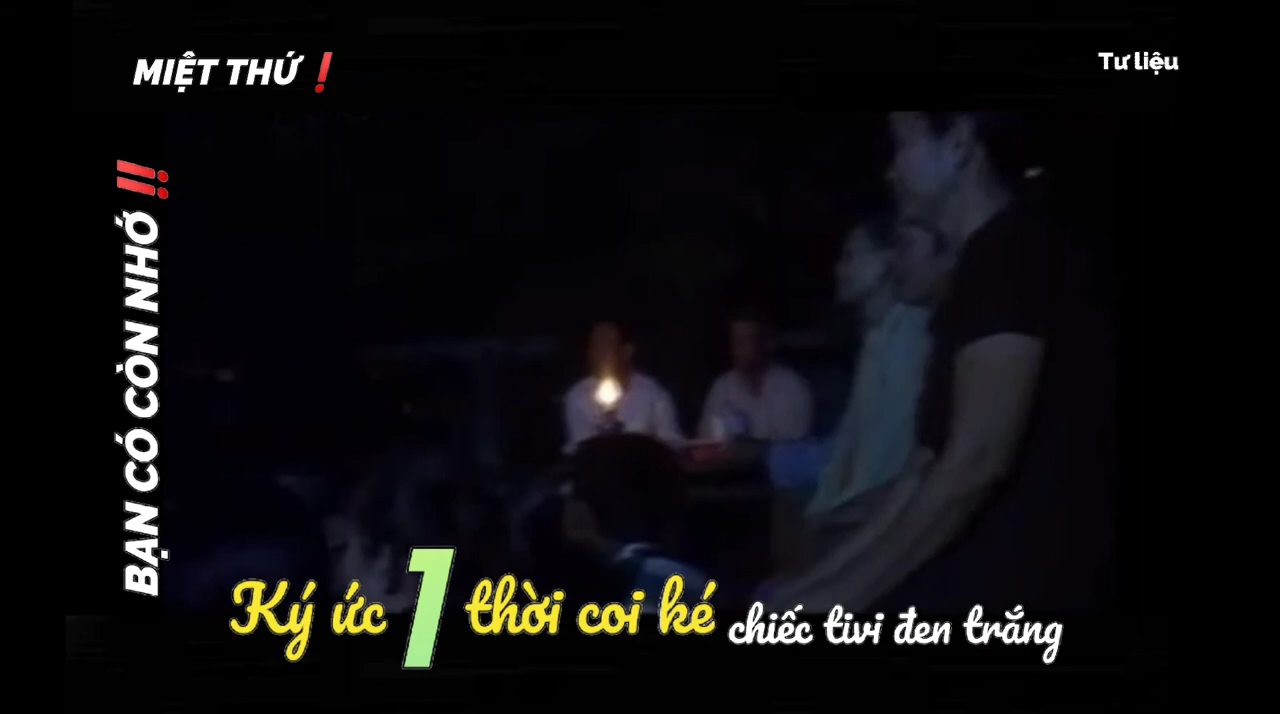 MIỆT THỨ !
Tư liệu
BẠN CÓ CÒN NHỚ !!
Ký ức 1 thời coi ké chiếc tivi đen trắng